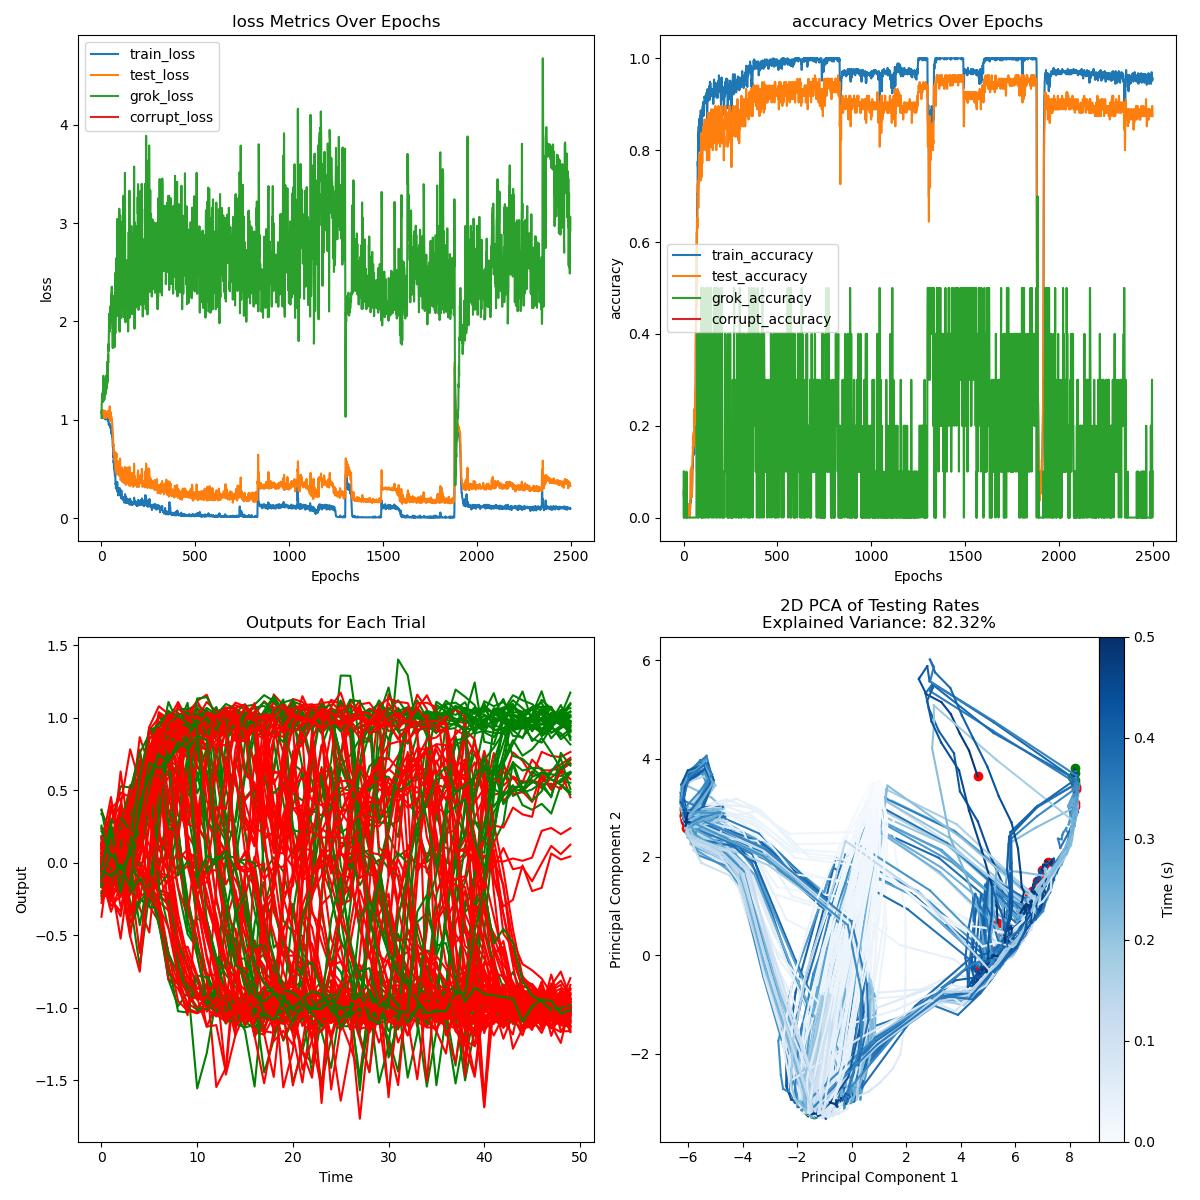 loss Metrics Over Epochs
train_loss
test_loss
grok_loss
corrupt_loss
4
3
2
1
0
loss
0
500
1000
1500
2000
2500
Epochs
accuracy Metrics Over Epochs
1.0
0.8
0.6
0.4
0.2
0.0
accuracy
train_accuracy
test_accuracy
grok_accuracy
corrupt_accuracy
0
500
1000
1500
2000
2500
Epochs
Outputs for Each Trial
1.5
1.0
0.5
0.0
−0.5
−1.0
−1.5
Output
0
10
20
30
40
50
Time
2D PCA of Testing Rates
Explained Variance: 82.32%
6
4
2
0
−2
Principal Component 2
−6
−4
−2
0
2
4
6
8
Principal Component 1
0.5
0.4
0.3
0.2
0.1
0.0
Time (s)